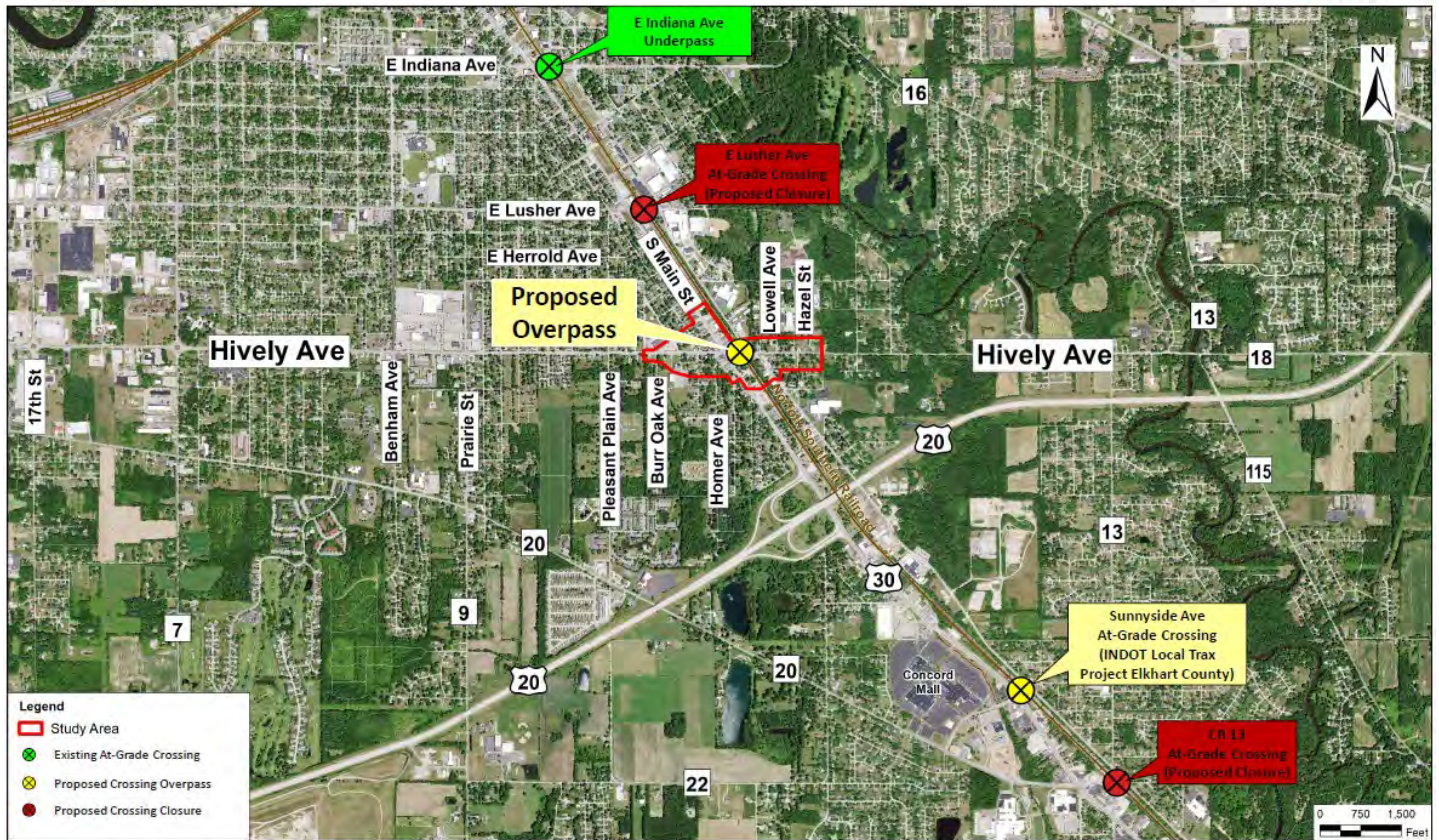 E Indiana Ave
Underpass
E Indiana Ave
N
16
E Lusher Ave
At-Grade Crossing
(Proposed Closure)
E Lusher Ave
E Herrold Ave
S Main St
Lowell Ave
Hazel St
Proposed
Overpass
13
Hively Ave
Hively Ave
18
17th St
Benham Ave
Prairie St
Pleasant Plain Ave
Burr Oak Ave
Homer Ave
Norfolk Southern Railroad
20
115
20
13
30
9
7
Sunnyside Ave
At-Grade Crossing
(INDOT Local Trax
Project Elkhart County)
20
20
Concord
Mall
CR 13
At-Grade Crossing
(Proposed Closure)
22
Legend
Study Area
Existing At-Grade Crossing
Proposed Crossing Overpass
Proposed Crossing Closure
0 750 1,500
Feet